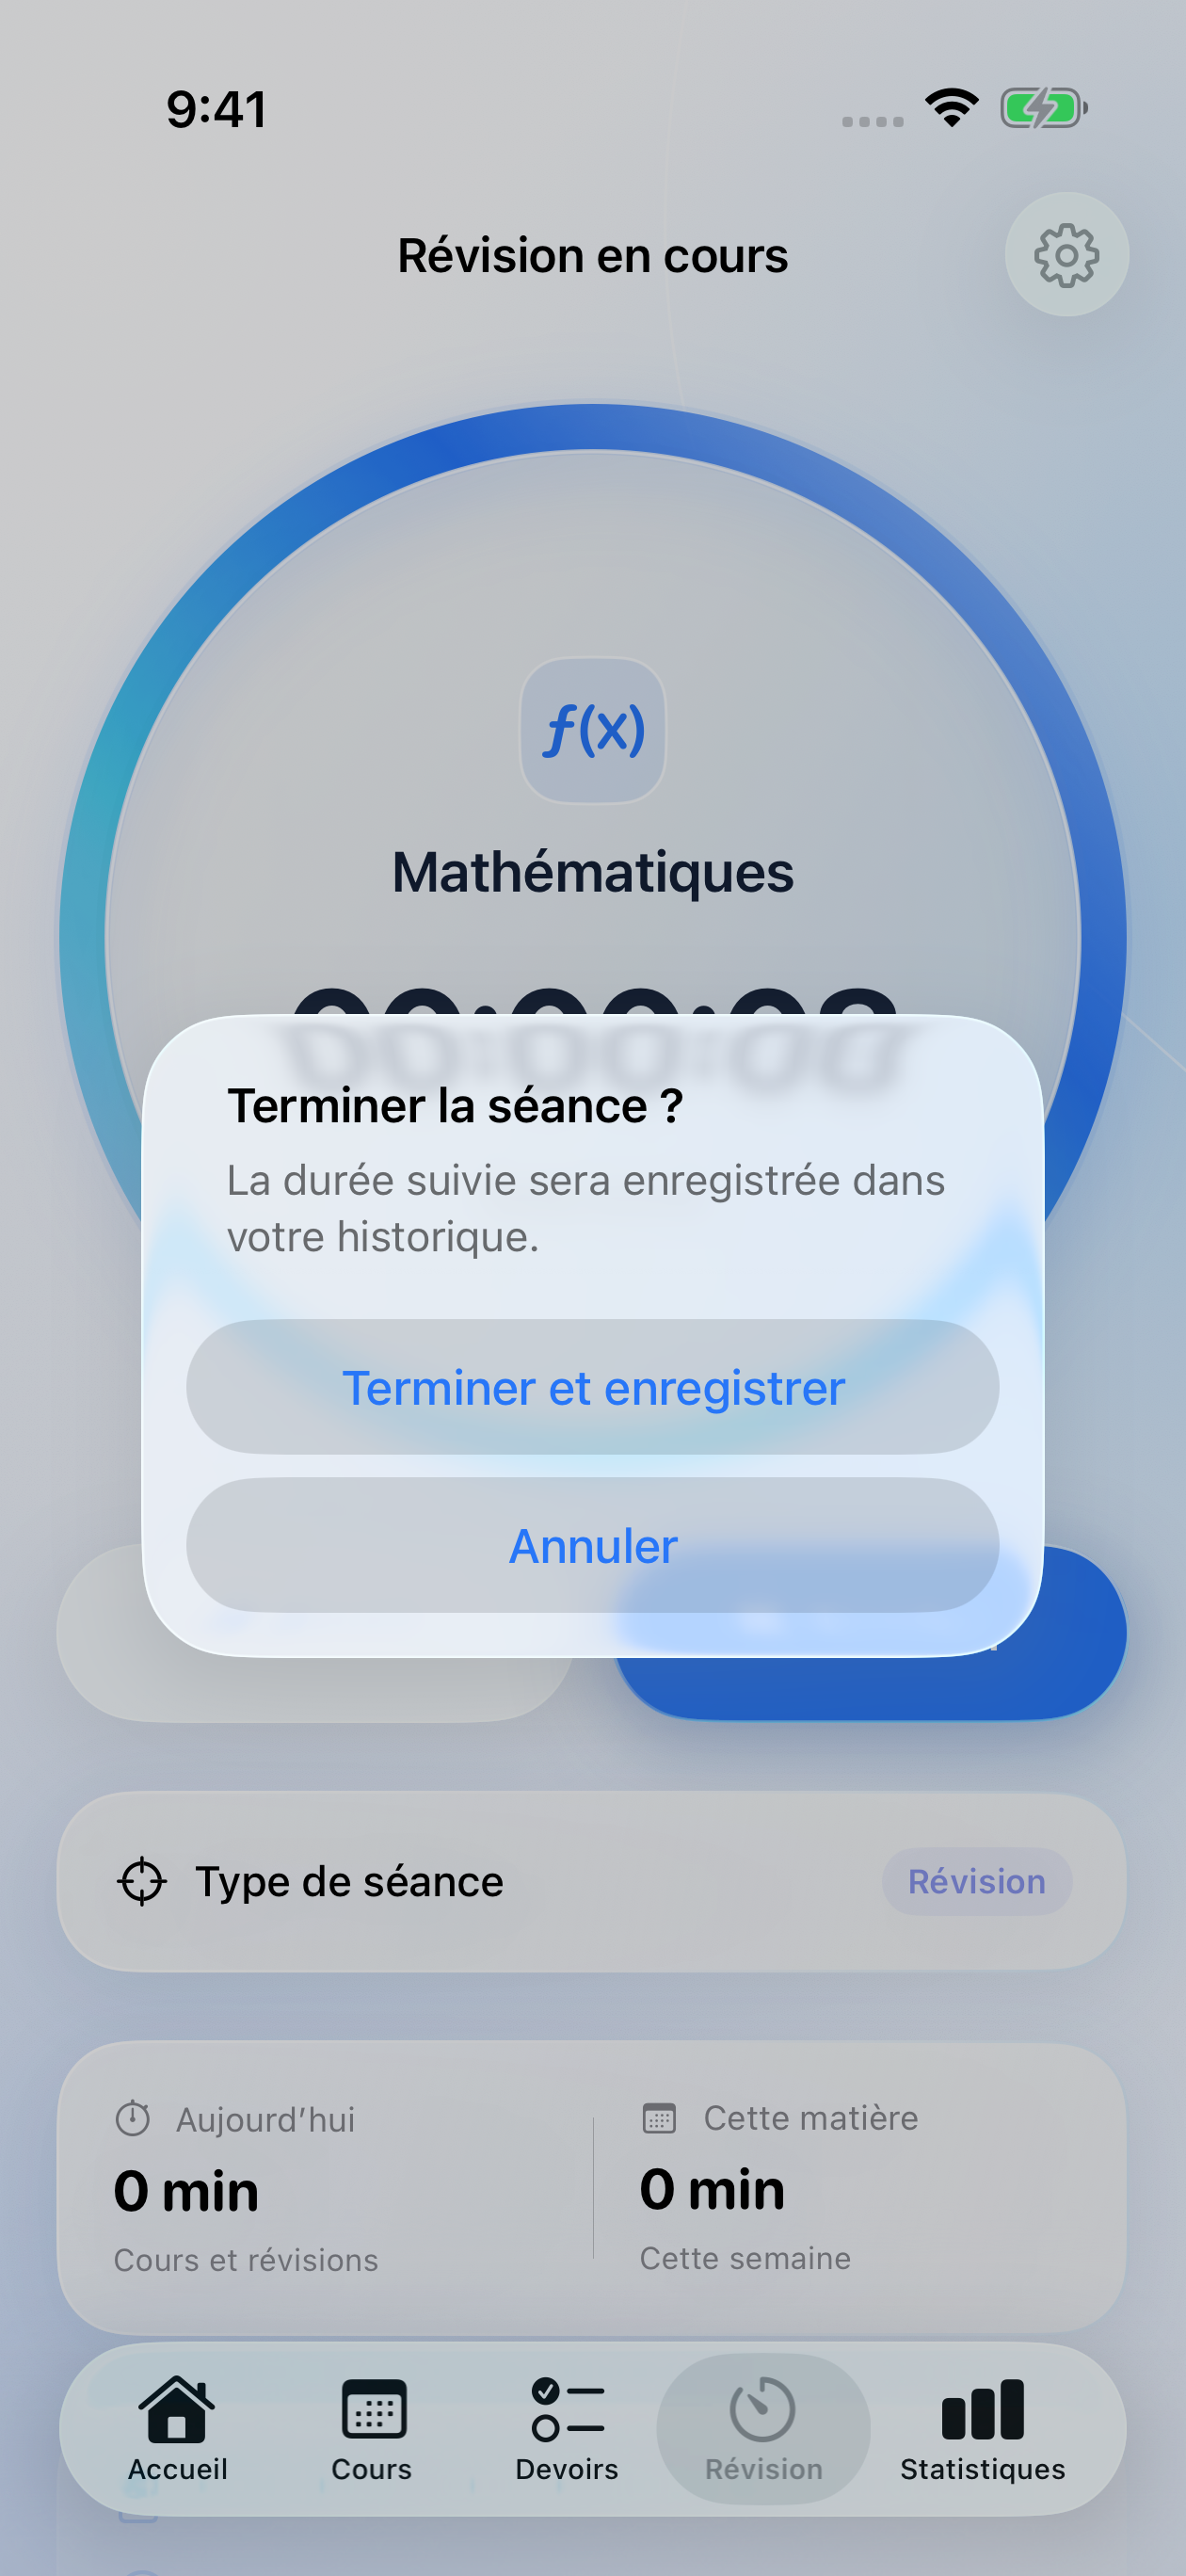 9:41
Révision en cours
ƒ(x)
Mathématiques
Terminer la séance ?
La durée suivie sera enregistrée dans
votre historique.
Terminer et enregistrer
Annuler
Type de séance
Révision
Aujourd’hui
0 min
Cours et révisions
Cette matière
0 min
Cette semaine
Accueil
Cours
Devoirs
Révision
Statistiques